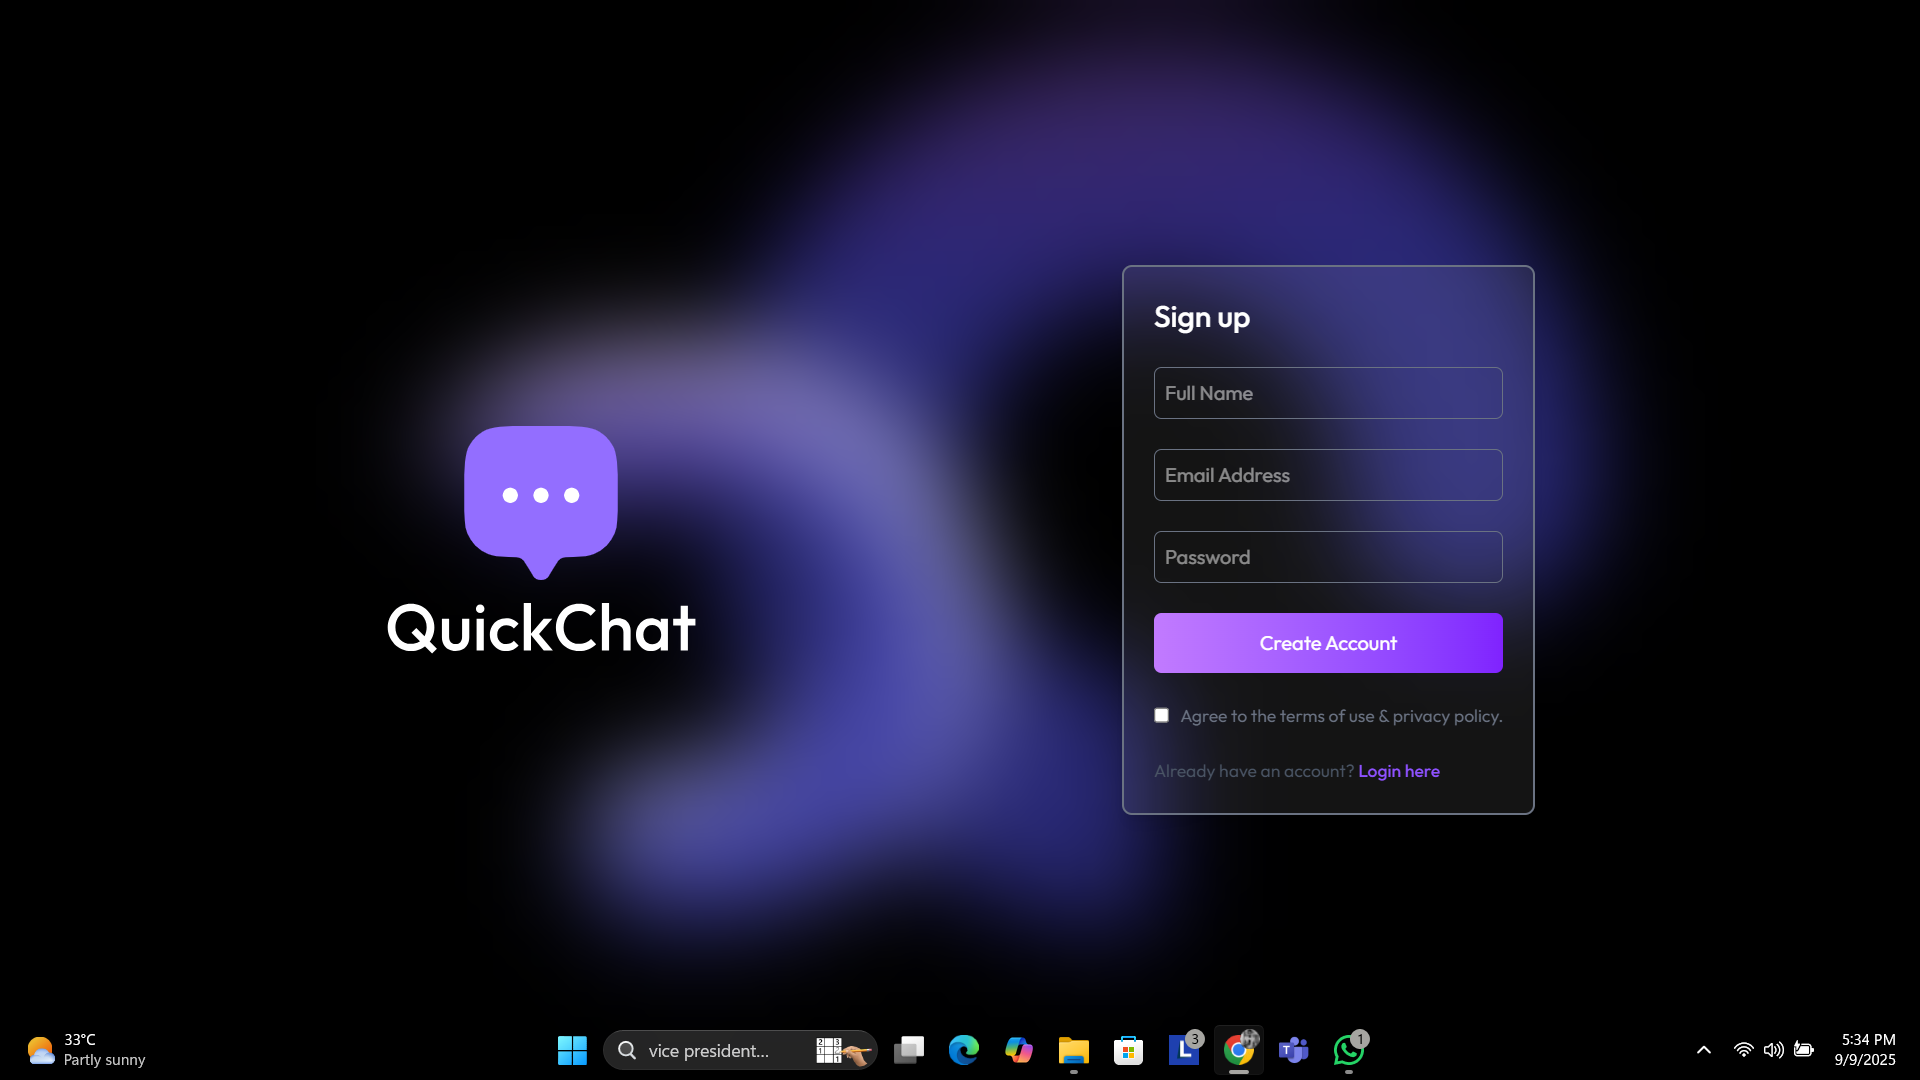 Sign up
Full Name
Email Address
Password
Create Account
Agree to the terms of use & privacy policy.
Already have an account? Login here
QuickChat
33°C
Partly sunny
vice president...
3
L
T
1
5:34 PM
9/9/2025